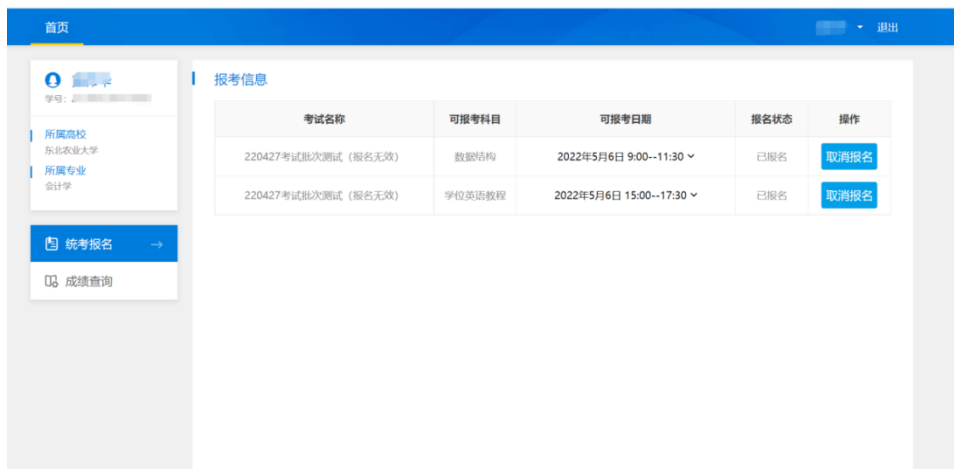 首页
退出
学号：
所属高校
东北农业大学
所属专业
会计学
统考报名
成绩查询
报考信息
考试名称 可报考科目 可报考日期 报名状态 操作
220427考试批次测试（报名无效） 数据结构 2022年5月6日 9:00--11:30 已报名 取消报名
220427考试批次测试（报名无效） 学位英语教程 2022年5月6日 15:00--17:30 已报名 取消报名